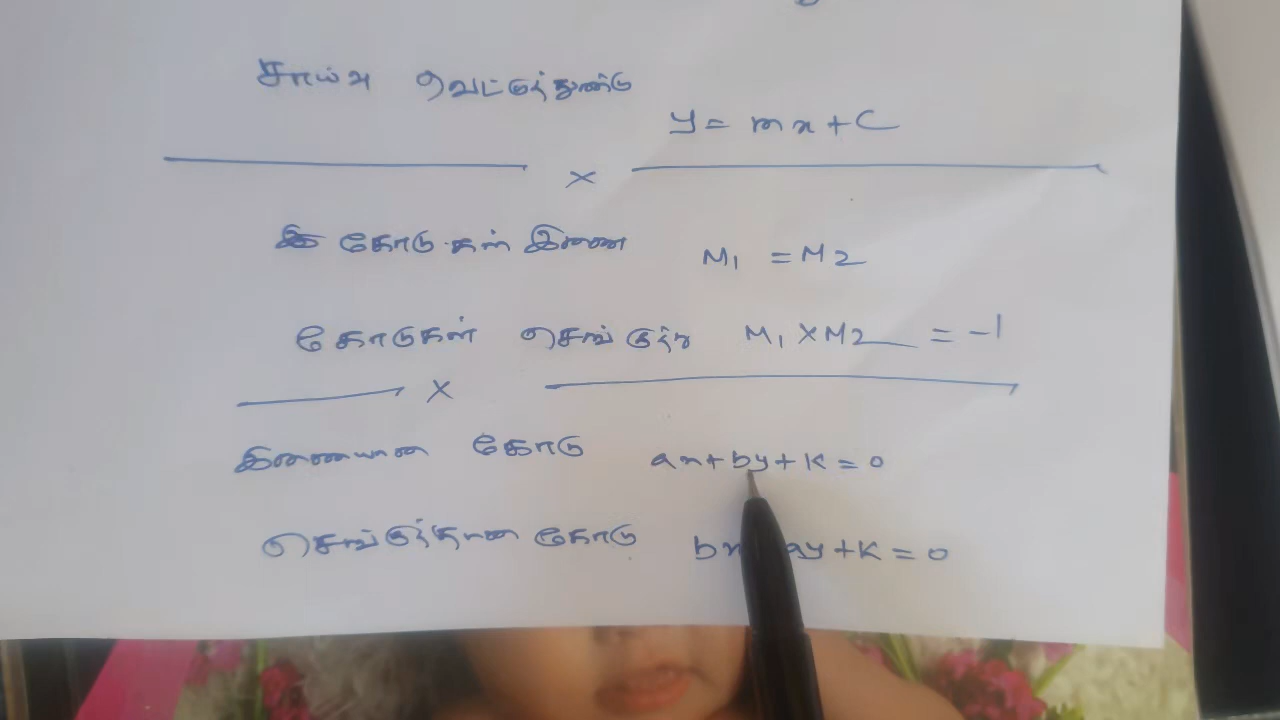 சாய்வு வெட்டுத்துண்டு y = mx + C
×
கோடுகள் இணை M1 = M2
கோடுகள் செங்குத்து M1 × M2 = -1
×
இணையான கோடு ax + by + K = 0
செங்குத்தான கோடு bx ay + K = 0